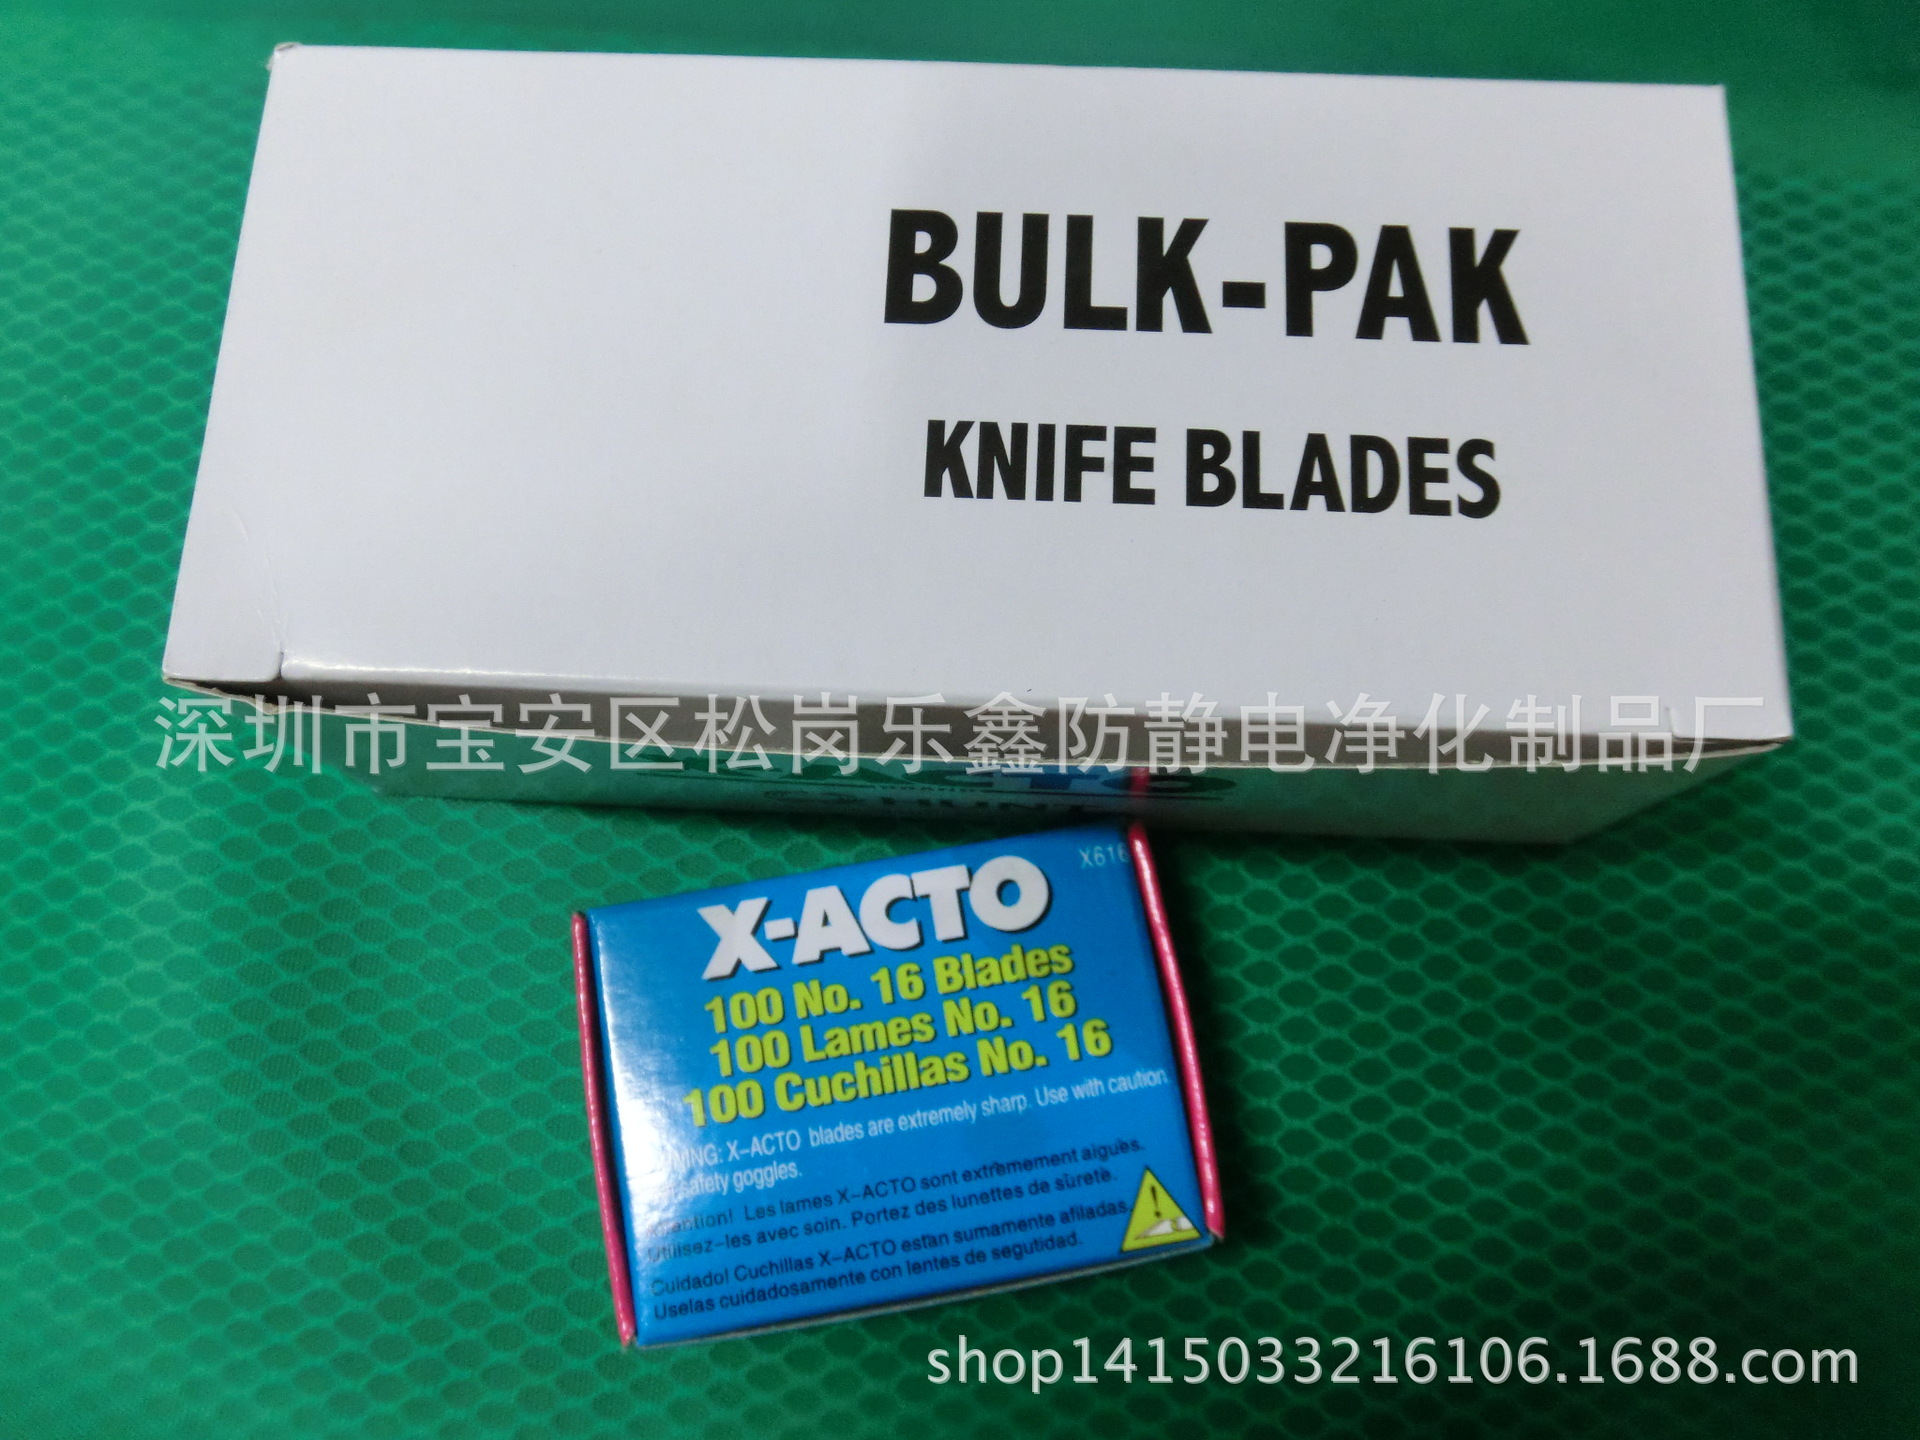 BULK-PAK
KNIFE BLADES
深圳市宝安区松岗乐鑫防静电净化制品厂
X616
X-ACTO
100 No. 16 Blades
100 Lames No. 16
100 Cuchillas No. 16
X-ACTO blades are extremely sharp. Use with caution
safety goggles.
Les lames X-ACTO sont extrêmement aiguës.
Utilisez-les avec soin. Portez des lunettes de sûreté.
Cuidado! Cuchillas X-ACTO estan sumamente afiladas.
Uselas cuidadosamente con lentes de segutidad.
shop1415033216106.1688.com